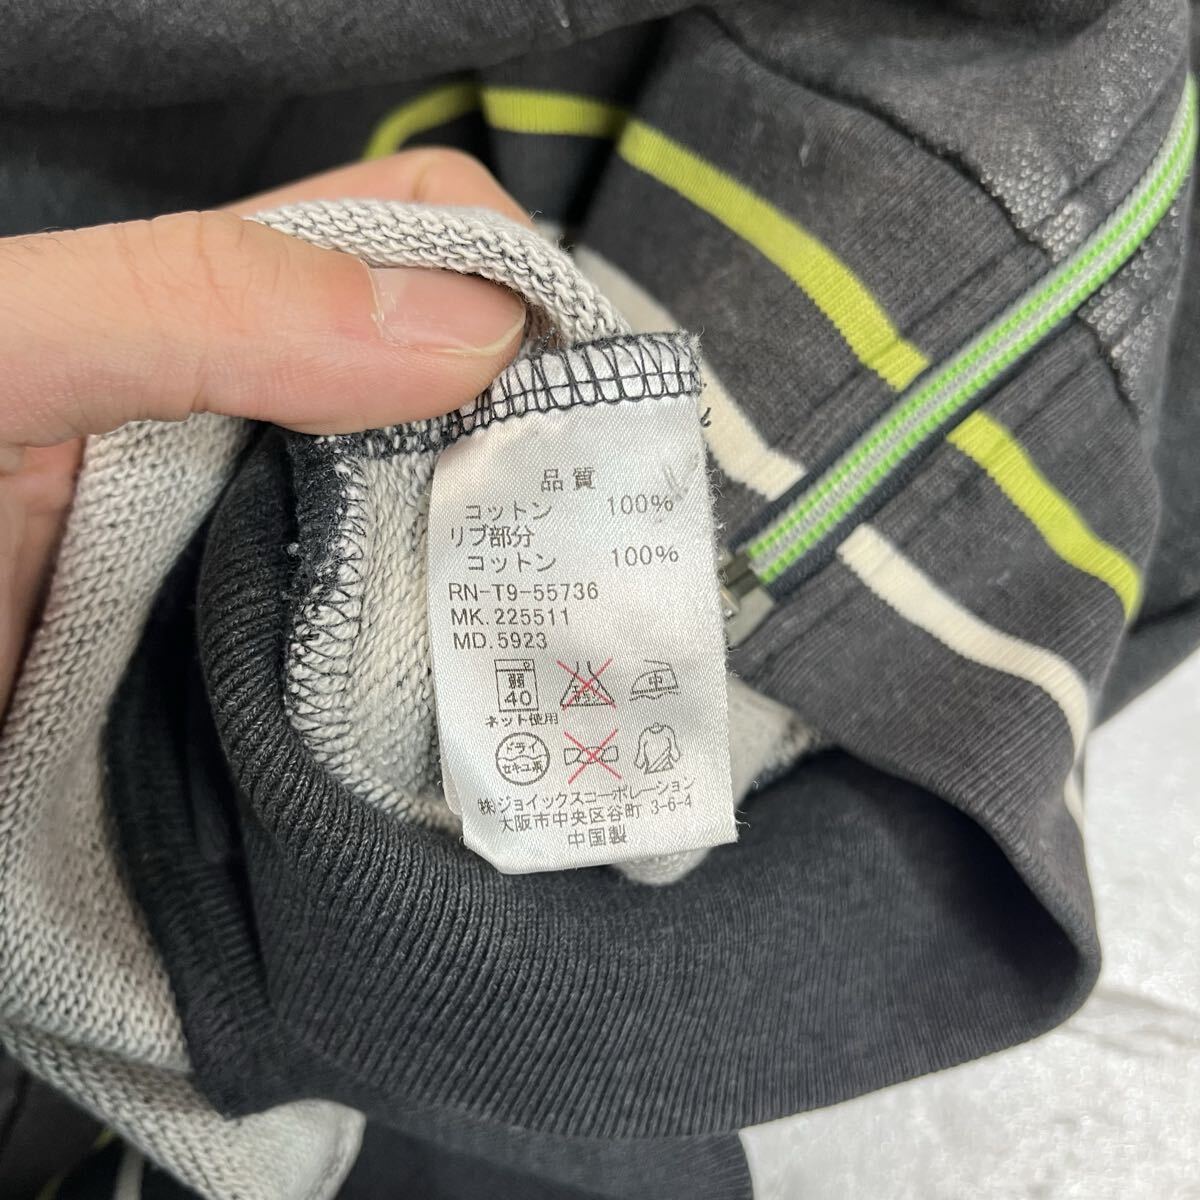 品質
コットン 100%
リブ部分
コットン 100%
RN-T9-55736
MK.225511
MD.5923
弱 中
40
ネット使用
ドライ
セキユ系
㈱ジョイックスコーポレーション
大阪市中央区谷町 3-6-4
中国製